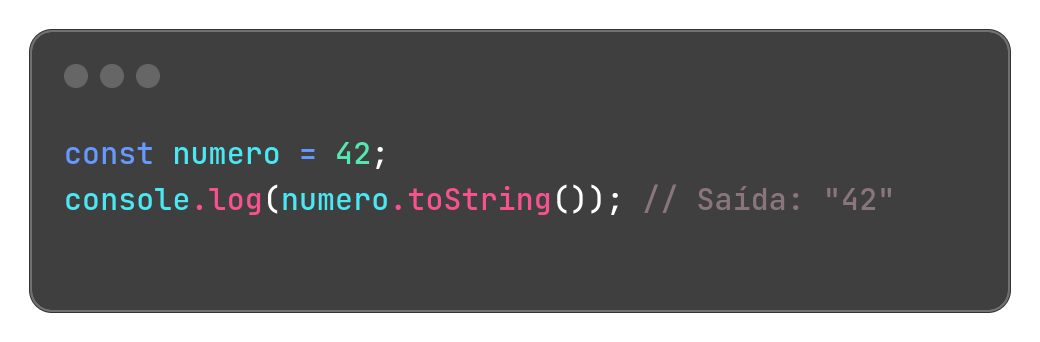 const numero = 42;
console.log(numero.toString()); // Saída: "42"